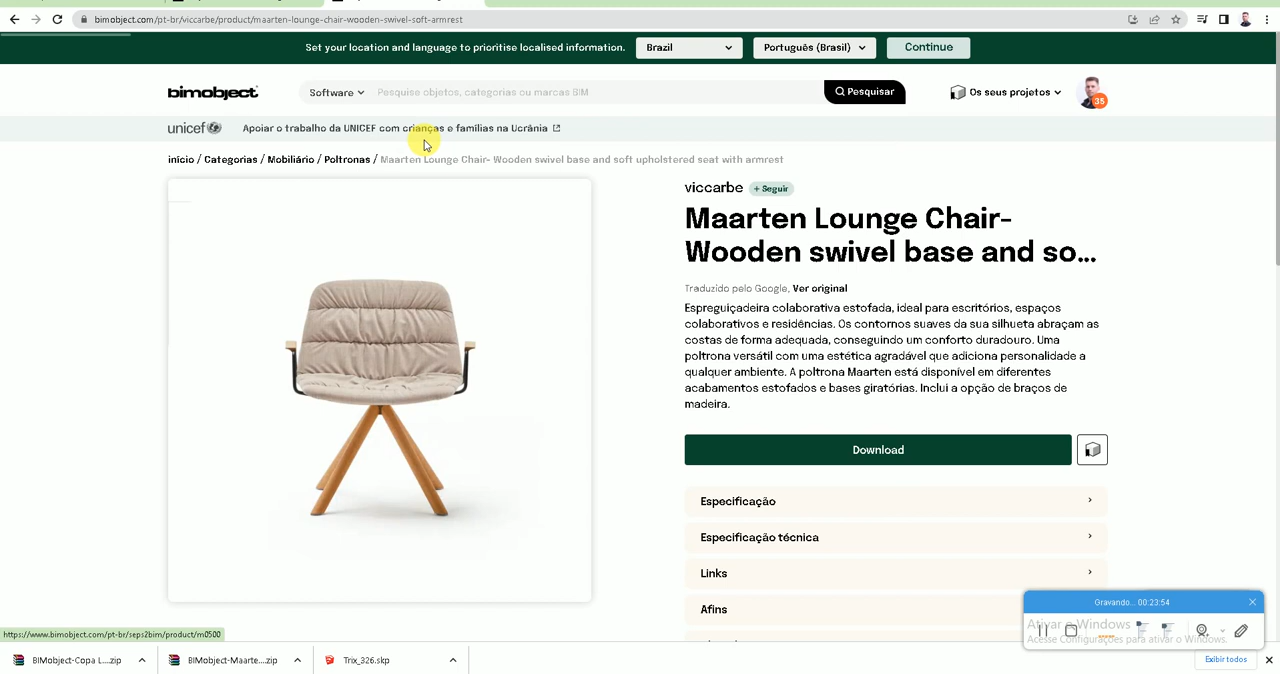 bimobject.com/pt-br/viccarbe/product/maarten-lounge-chair-wooden-swivel-soft-armrest
Set your location and language to prioritise localised information.
Brazil
Português (Brasil)
Continue
bimobject
Software
Pesquise objetos, categorias ou marcas BIM
Pesquisar
Os seus projetos
35
unicef
Apoiar o trabalho da UNICEF com crianças e famílias na Ucrânia
início / Categorias / Mobiliário / Poltronas / Maarten Lounge Chair- Wooden swivel base and soft upholstered seat with armrest
viccarbe
+ Seguir
Maarten Lounge Chair-
Wooden swivel base and so...
Traduzido pelo Google, Ver original
Espreguiçadeira colaborativa estofada, ideal para escritórios, espaços
colaborativos e residências. Os contornos suaves da sua silhueta abraçam as
costas de forma adequada, conseguindo um conforto duradouro. Uma
poltrona versátil com uma estética agradável que adiciona personalidade a
qualquer ambiente. A poltrona Maarten está disponível em diferentes
acabamentos estofados e bases giratórias. Inclui a opção de braços de
madeira.
Download
Especificação
Especificação técnica
Links
Afins
Gravando... 00:23:54
Ativar o Windows
Acesse Configurações para ativar o Windows.
https://www.bimobject.com/pt-br/seps2bim/product/m0500
BIMobject-Copa L....zip
BIMobject-Maarte....zip
Trix_326.skp
Exibir todos